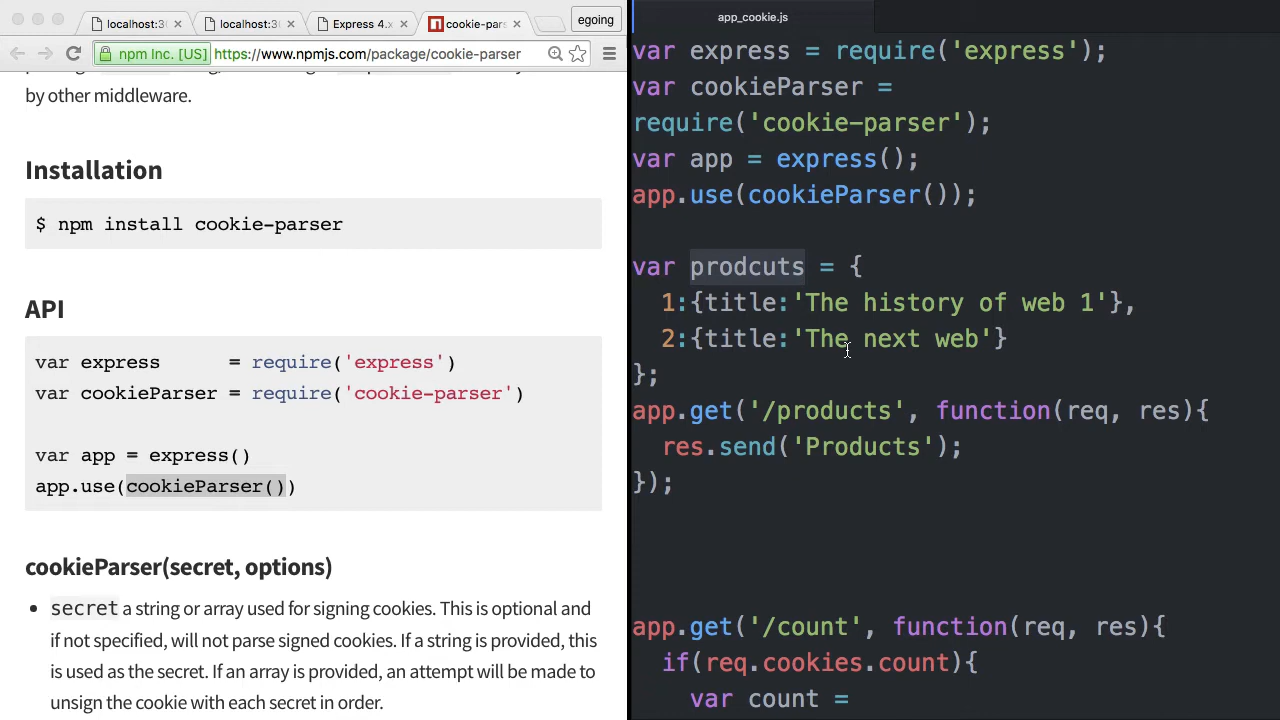 localhost:30
localhost:30
Express 4.x
cookie-pars
egoing
npm Inc. [US]
https://www.npmjs.com/package/cookie-parser
by other middleware.
Installation
$ npm install cookie-parser
API
var express = require('express')
var cookieParser = require('cookie-parser')
var app = express()
app.use(cookieParser())
cookieParser(secret, options)
secret a string or array used for signing cookies. This is optional and
if not specified, will not parse signed cookies. If a string is provided, this
is used as the secret. If an array is provided, an attempt will be made to
unsign the cookie with each secret in order.
app_cookie.js
var express = require('express');
var cookieParser =
require('cookie-parser');
var app = express();
app.use(cookieParser());
var prodcuts = {
1:{title:'The history of web 1'},
2:{title:'The next web'}
};
app.get('/products', function(req, res){
res.send('Products');
});
app.get('/count', function(req, res){
if(req.cookies.count){
var count =